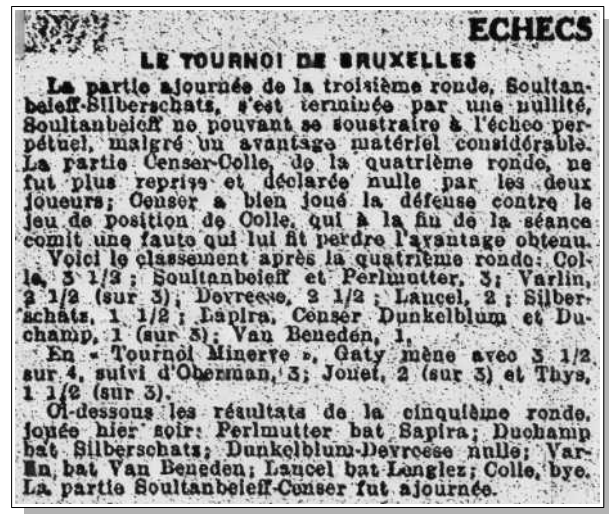 ECHECS
LE TOURNOI DE BRUXELLES
La partie ajournée de la troisième ronde, Soultan-
beieff-Silberschats, s'est terminée par une nullité,
Soultanbeieff ne pouvant se soustraire à l'échec per-
pétuel, malgré un avantage matériel considérable.
La partie Censer-Colle, de la quatrième ronde, ne
fut plus reprise et déclarée nulle par les deux
joueurs; Censer a bien joué la défense contre le
jeu de position de Colle, qui à la fin de la séance
comit une faute qui lui fit perdre l'avantage obtenu.
Voici le classement après la quatrième ronde: Col-
le, 3 1/2; Soultanbeieff et Perlmutter, 3; Varlin,
2 1/2 (sur 3); Devreese, 2 1/2; Lancel, 2; Silber-
schats, 1 1/2; Lapira, Censer Dunkelblum et Du-
champ, 1 (sur 3); Van Beneden, 1.
En « Tournoi Minerve », Gaty mène avec 3 1/2
sur 4, suivi d'Oberman, 3; Jouet, 2 (sur 3) et Thys,
1 1/2 (sur 3).
Ci-dessous les résultats de la cinquième ronde,
jouée hier soir: Perlmutter bat Sapira; Duchamp
bat Silberschats; Dunkelblum-Devreese nulle; Var-
lin bat Van Beneden; Lancel bat Lenglez; Colle, bye.
La partie Soultanbeieff-Censer fut ajournée.